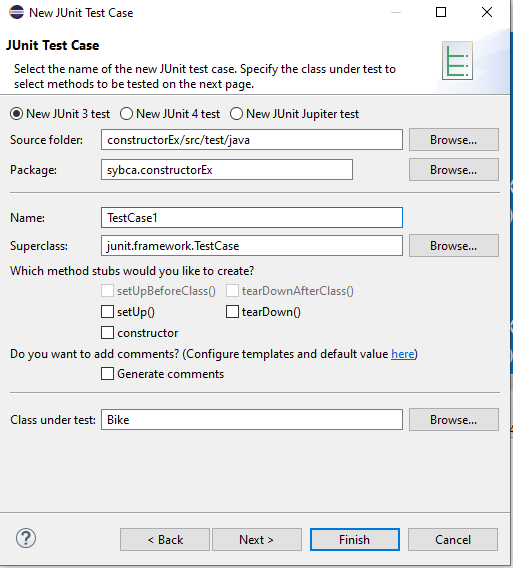 New JUnit Test Case
JUnit Test Case
Select the name of the new JUnit test case. Specify the class under test to
select methods to be tested on the next page.
New JUnit 3 test New JUnit 4 test New JUnit Jupiter test
Source folder: constructorEx/src/test/java Browse...
Package: sybca.constructorEx Browse...
Name: TestCase1
Superclass: junit.framework.TestCase Browse...
Which method stubs would you like to create?
setUpBeforeClass() tearDownAfterClass()
setUp() tearDown()
constructor
Do you want to add comments? (Configure templates and default value here)
Generate comments
Class under test: Bike Browse...
? < Back Next > Finish Cancel